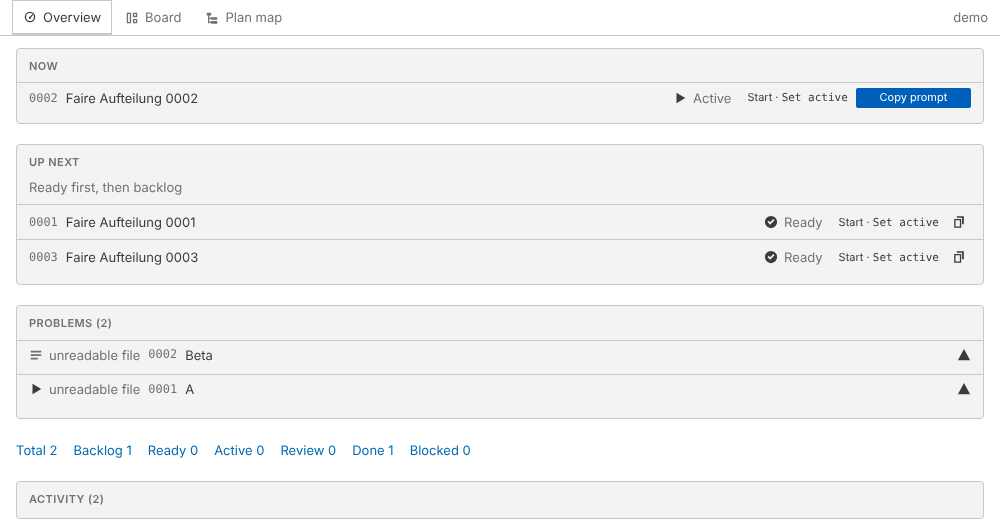 Overview Board Plan map demo
NOW
0002 Faire Aufteilung 0002 Active Start · Set active Copy prompt
UP NEXT
Ready first, then backlog
0001 Faire Aufteilung 0001 Ready Start · Set active
0003 Faire Aufteilung 0003 Ready Start · Set active
PROBLEMS (2)
unreadable file 0002 Beta
unreadable file 0001 A
Total 2 Backlog 1 Ready 0 Active 0 Review 0 Done 1 Blocked 0
ACTIVITY (2)